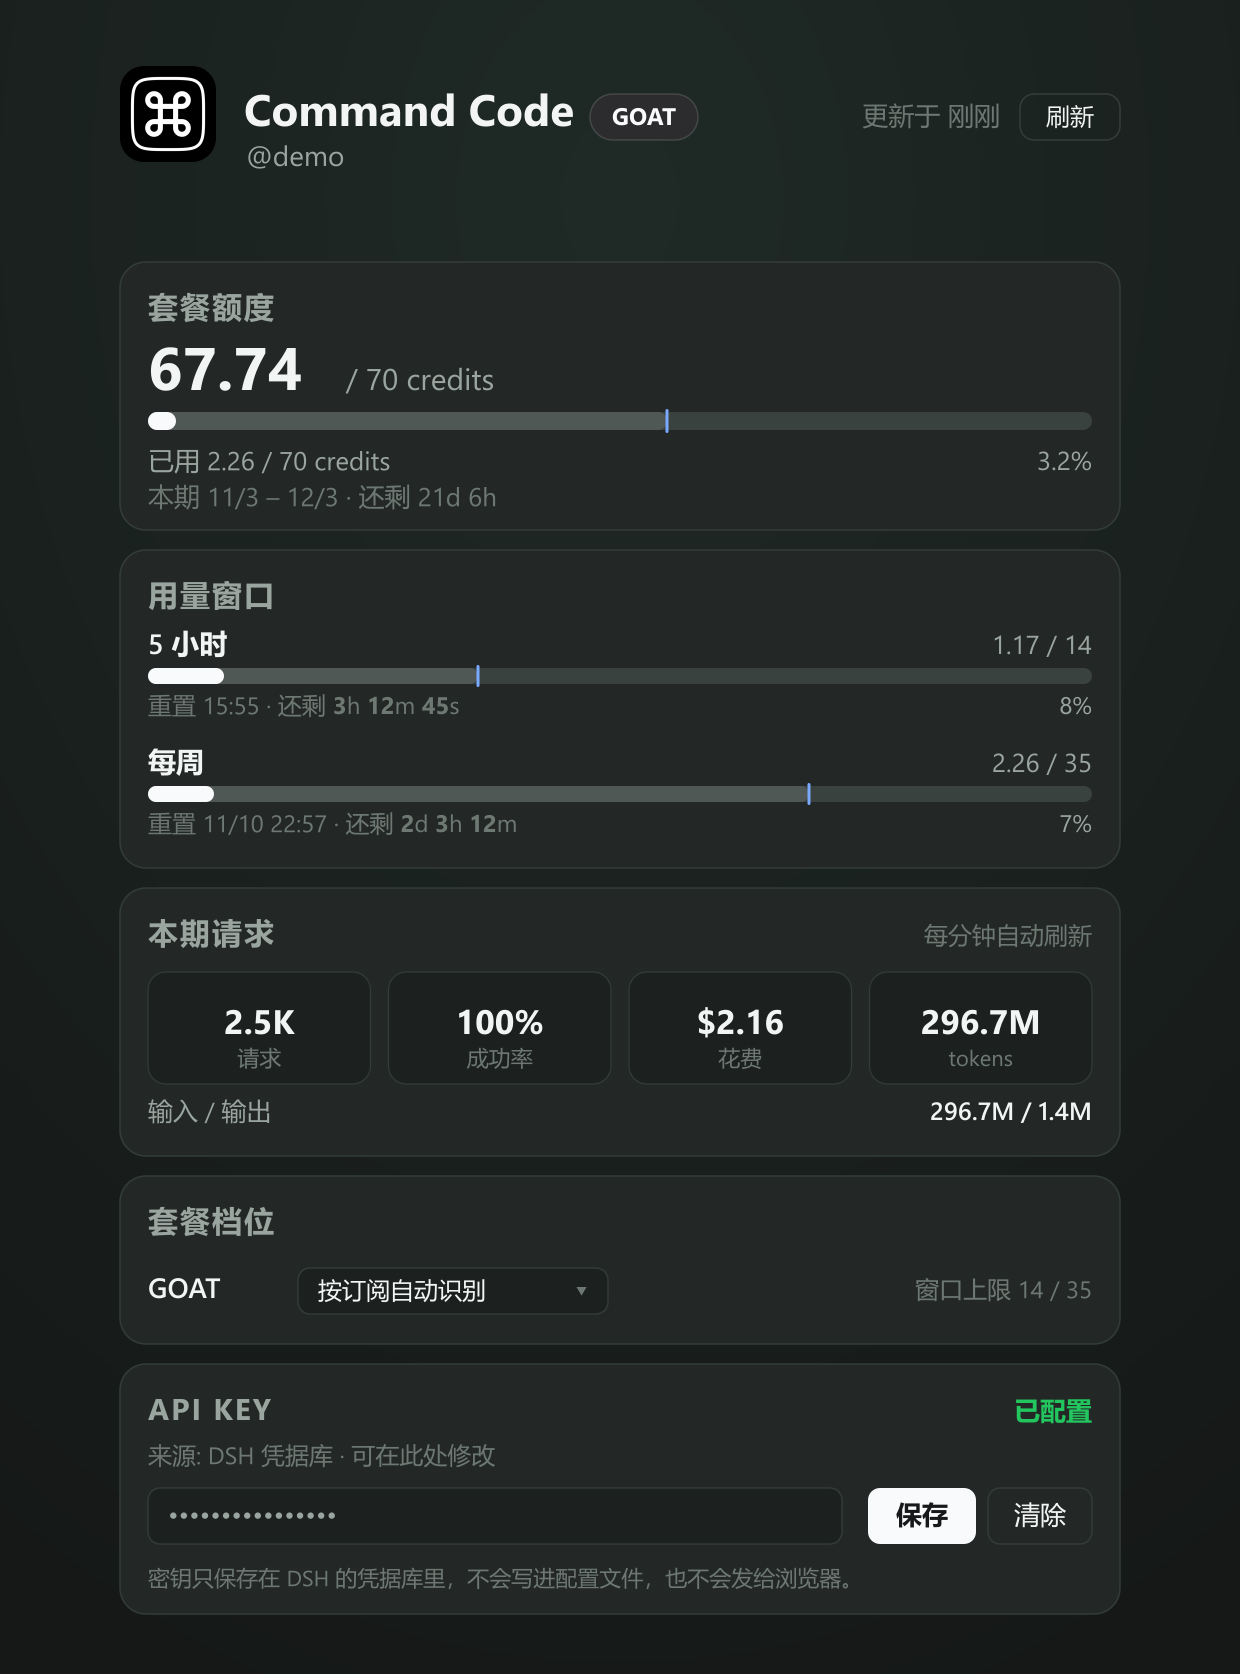 Command Code GOAT 更新于 刚刚 刷新
@demo
套餐额度
67.74 / 70 credits
已用 2.26 / 70 credits 3.2%
本期 11/3 – 12/3 · 还剩 21d 6h
用量窗口
5 小时 1.17 / 14
重置 15:55 · 还剩 3h 12m 45s 8%
每周 2.26 / 35
重置 11/10 22:57 · 还剩 2d 3h 12m 7%
本期请求 每分钟自动刷新
2.5K 100% $2.16 296.7M
请求 成功率 花费 tokens
输入 / 输出 296.7M / 1.4M
套餐档位
GOAT 按订阅自动识别 窗口上限 14 / 35
API KEY 已配置
来源: DSH 凭据库 · 可在此处修改
•••••••••••••••• 保存 清除
密钥只保存在 DSH 的凭据库里，不会写进配置文件，也不会发给浏览器。